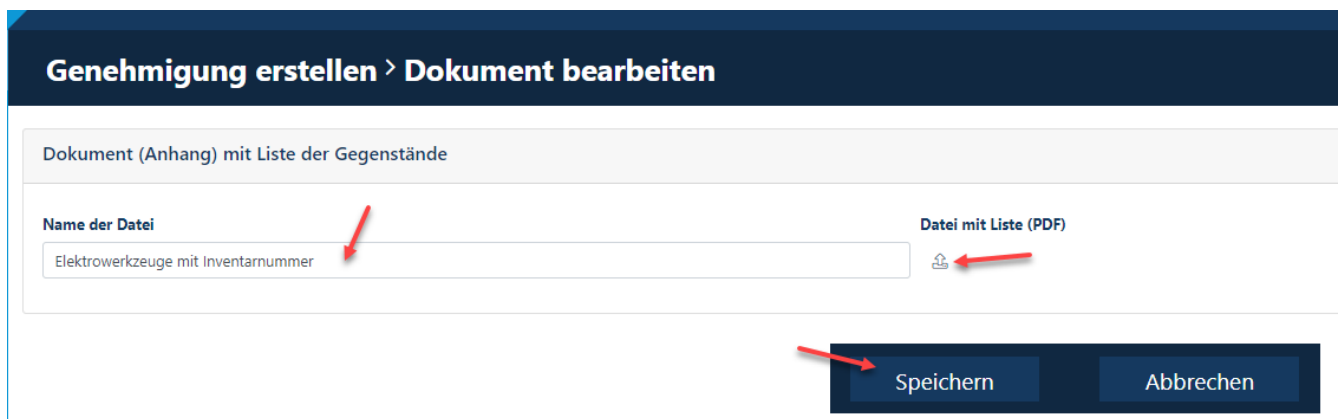 Genehmigung erstellen > Dokument bearbeiten
Dokument (Anhang) mit Liste der Gegenstände
Name der Datei
Datei mit Liste (PDF)
Elektrowerkzeuge mit Inventarnummer
Speichern
Abbrechen